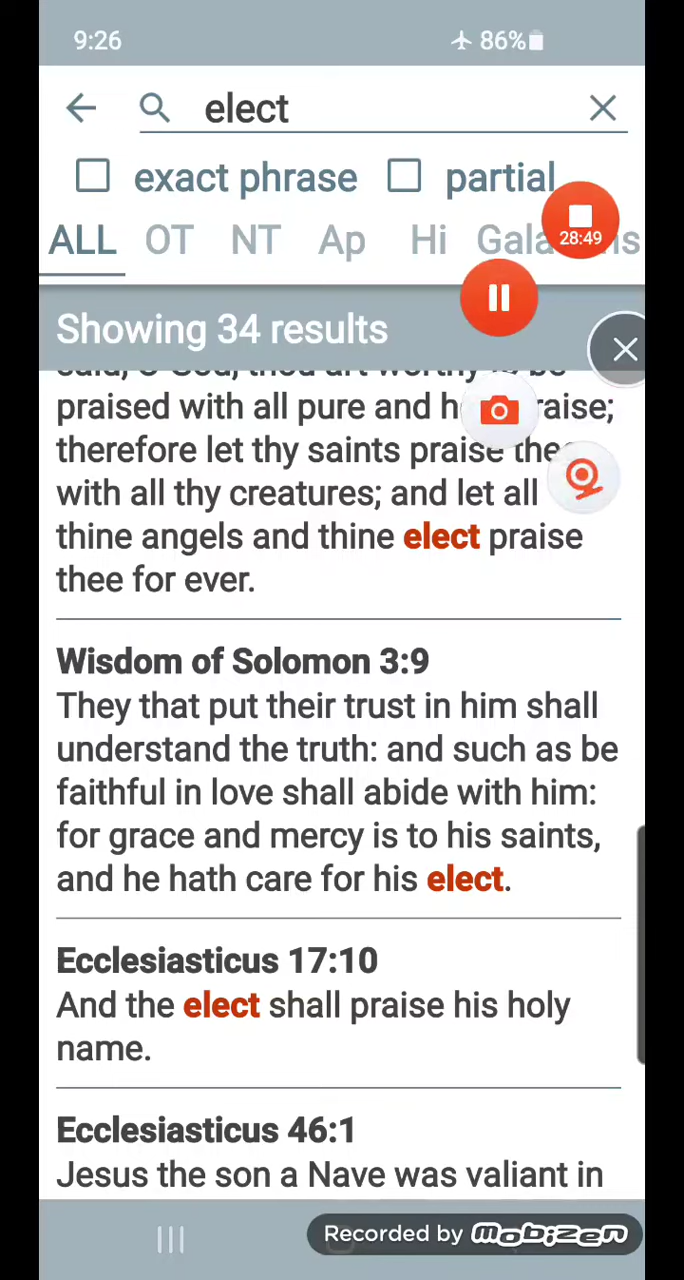 9:26
86%
elect
exact phrase
partial
ALL OT NT Ap Hi
28:49
Showing 34 results
praised with all pure and
therefore let thy saints praise
with all thy creatures; and let all
thine angels and thine elect praise
thee for ever.
Wisdom of Solomon 3:9
They that put their trust in him shall
understand the truth: and such as be
faithful in love shall abide with him:
for grace and mercy is to his saints,
and he hath care for his elect.
Ecclesiasticus 17:10
And the elect shall praise his holy
name.
Ecclesiasticus 46:1
Jesus the son a Nave was valiant in
Recorded by Mobizen